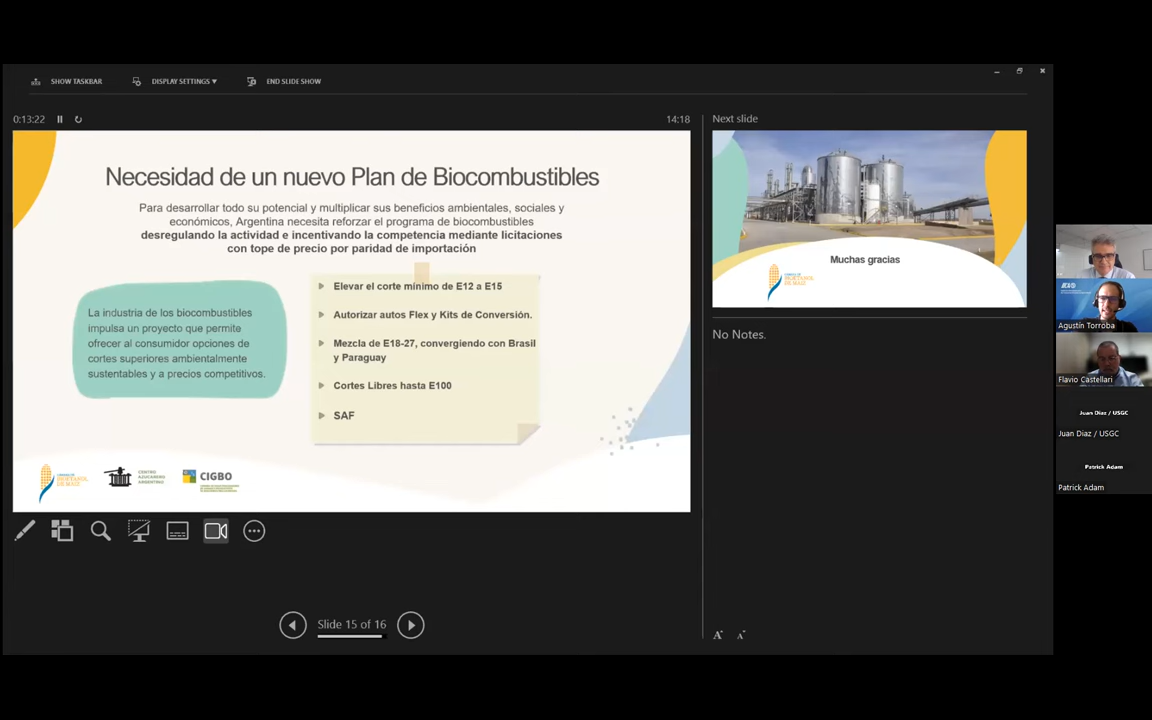 SHOW TASKBAR
DISPLAY SETTINGS ▾
END SLIDE SHOW
0:13:22
14:18
Next slide
Necesidad de un nuevo Plan de Biocombustibles
Para desarrollar todo su potencial y multiplicar sus beneficios ambientales, sociales y
económicos, Argentina necesita reforzar el programa de biocombustibles
desregulando la actividad e incentivando la competencia mediante licitaciones
con tope de precio por paridad de importación
La industria de los biocombustibles
impulsa un proyecto que permite
ofrecer al consumidor opciones de
cortes superiores ambientalmente
sustentables y a precios competitivos.
Elevar el corte mínimo de E12 a E15
Autorizar autos Flex y Kits de Conversión.
Mezcla de E18-27, convergiendo con Brasil
y Paraguay
Cortes Libres hasta E100
SAF
CENTRO
AZUCARERO
ARGENTINO
CIGBO
Muchas gracias
No Notes.
Slide 15 of 16
Agustín Torroba
Flavio Castellari
Juan Diaz / USGC
Juan Diaz / USGC
Patrick Adam
Patrick Adam